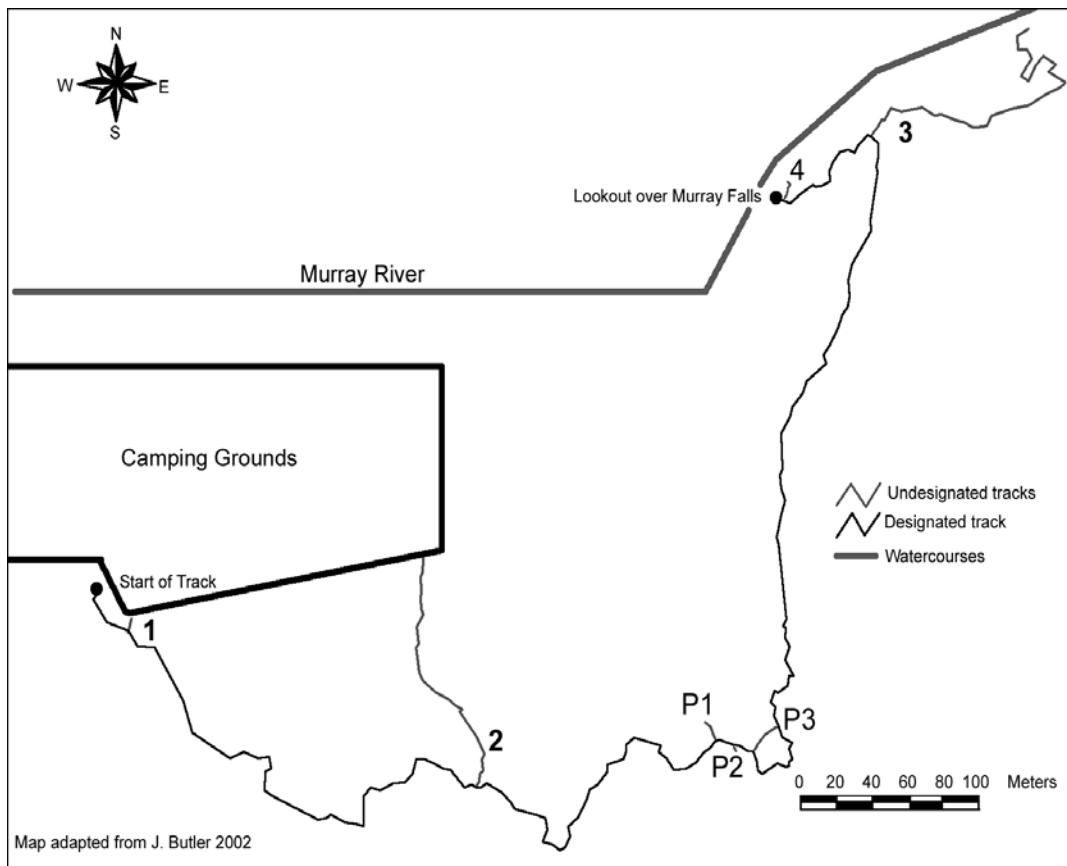 N
W E
S
3
4
Lookout over Murray Falls
Murray River
Camping Grounds
Undesignated tracks
Designated track
Watercourses
Start of Track
1
2
P1
P2
P3
0 20 40 60 80 100 Meters
Map adapted from J. Butler 2002